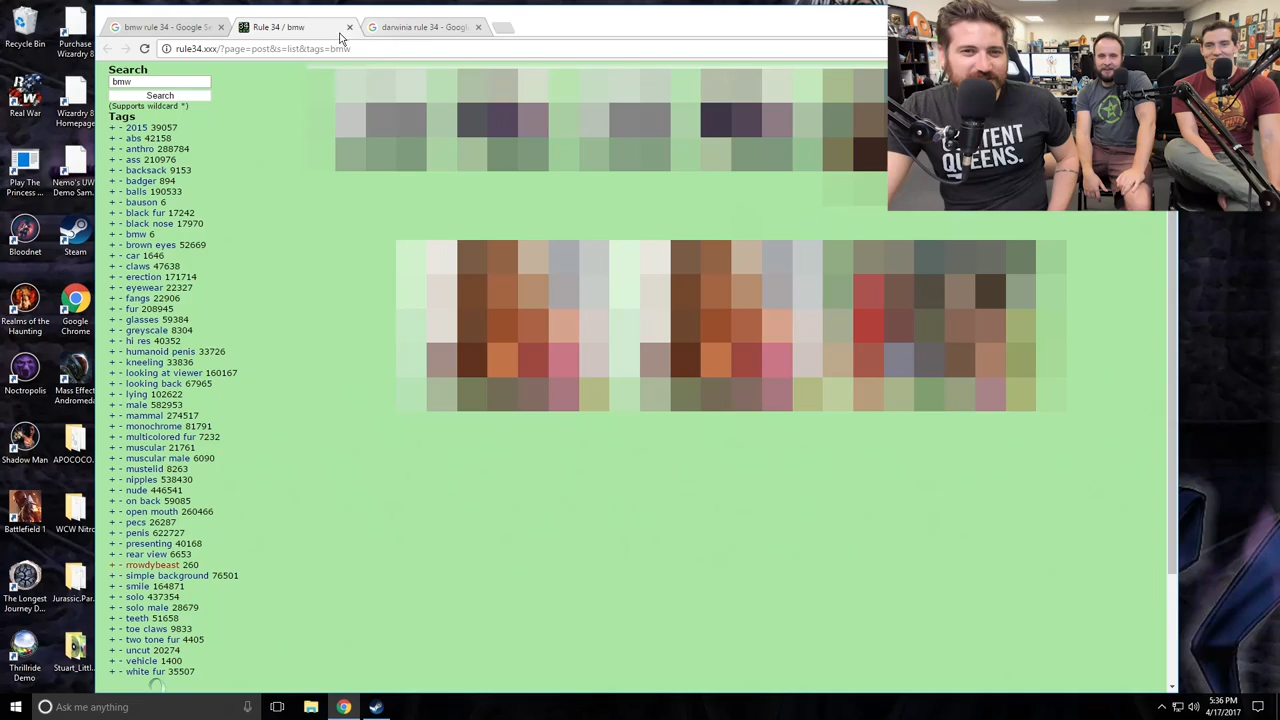 Recycle Bin
Purchase Wizardry 8
Real War
Wizardry 8 Homepage
Play The Princess ...
Nemo's UW Demo Sam...
Bloodnet
Steam
Realms of the Haunting
Google Chrome
Noctropolis
Mass Effect Andromeda
Shadow Man
APOCOCO...
Battlefield 1
WCW Nitro
The Longest Journey D...
Jurassic.Par...
Thrillride Demo
Stuart_Littl...
bmw rule 34 - Google Se
Rule 34 / bmw
darwinia rule 34 - Goog
rule34.xxx/?page=post&s=list&tags=bmw
Search
bmw
Search
(Supports wildcard *)
Tags
+ - 2015 39057
+ - abs 42158
+ - anthro 288784
+ - ass 210976
+ - backsack 9153
+ - badger 894
+ - balls 190533
+ - bauson 6
+ - black fur 17242
+ - black nose 17970
+ - bmw 6
+ - brown eyes 52669
+ - car 1646
+ - claws 47638
+ - erection 171714
+ - eyewear 22327
+ - fangs 22906
+ - fur 208945
+ - glasses 59384
+ - greyscale 8304
+ - hi res 40352
+ - humanoid penis 33726
+ - kneeling 33836
+ - looking at viewer 160167
+ - looking back 67965
+ - lying 102622
+ - male 582953
+ - mammal 274517
+ - monochrome 81791
+ - multicolored fur 7232
+ - muscular 21761
+ - muscular male 6090
+ - mustelid 8263
+ - nipples 538430
+ - nude 446541
+ - on back 59085
+ - open mouth 260466
+ - pecs 26287
+ - penis 622727
+ - presenting 40168
+ - rear view 6653
+ - rrowdybeast 260
+ - simple background 76501
+ - smile 164871
+ - solo 437354
+ - solo male 28679
+ - teeth 51658
+ - toe claws 9833
+ - two tone fur 4405
+ - uncut 20274
+ - vehicle 1400
+ - white fur 35507
QUEENS.
Ask me anything
5:36 PM
4/17/2017